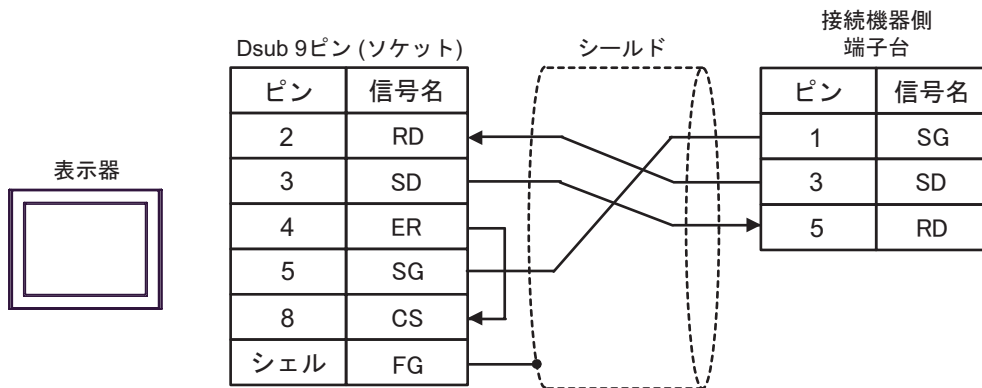 表示器
Dsub 9ピン (ソケット)
ピン 信号名
2 RD
3 SD
4 ER
5 SG
8 CS
シェル FG
シールド
接続機器側
端子台
ピン 信号名
1 SG
3 SD
5 RD